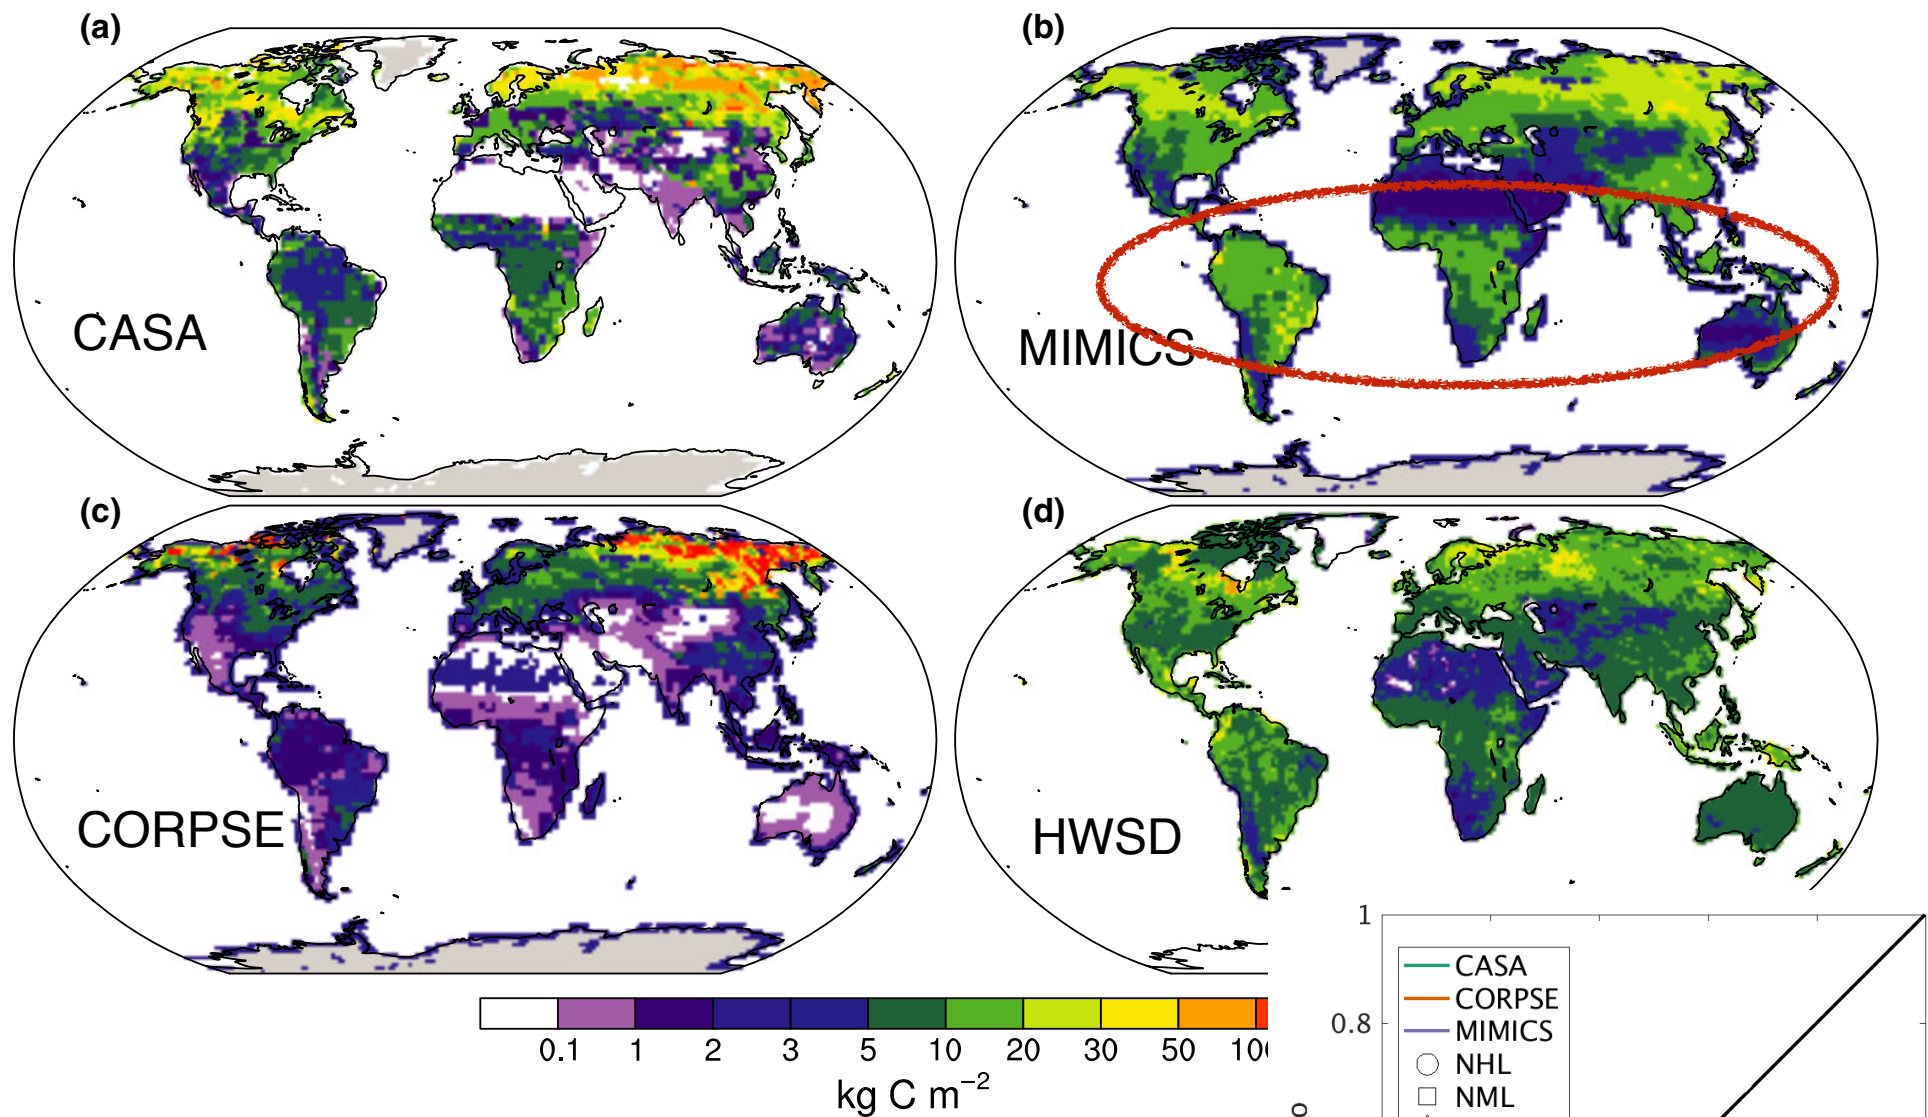 (a)
(b)
CASA
MIMICS
(c)
(d)
CORPSE
HWSD
0.1 1 2 3 5 10 20 30 50
kg C m−2
1
0.8
CASA
CORPSE
MIMICS
NHL
NML